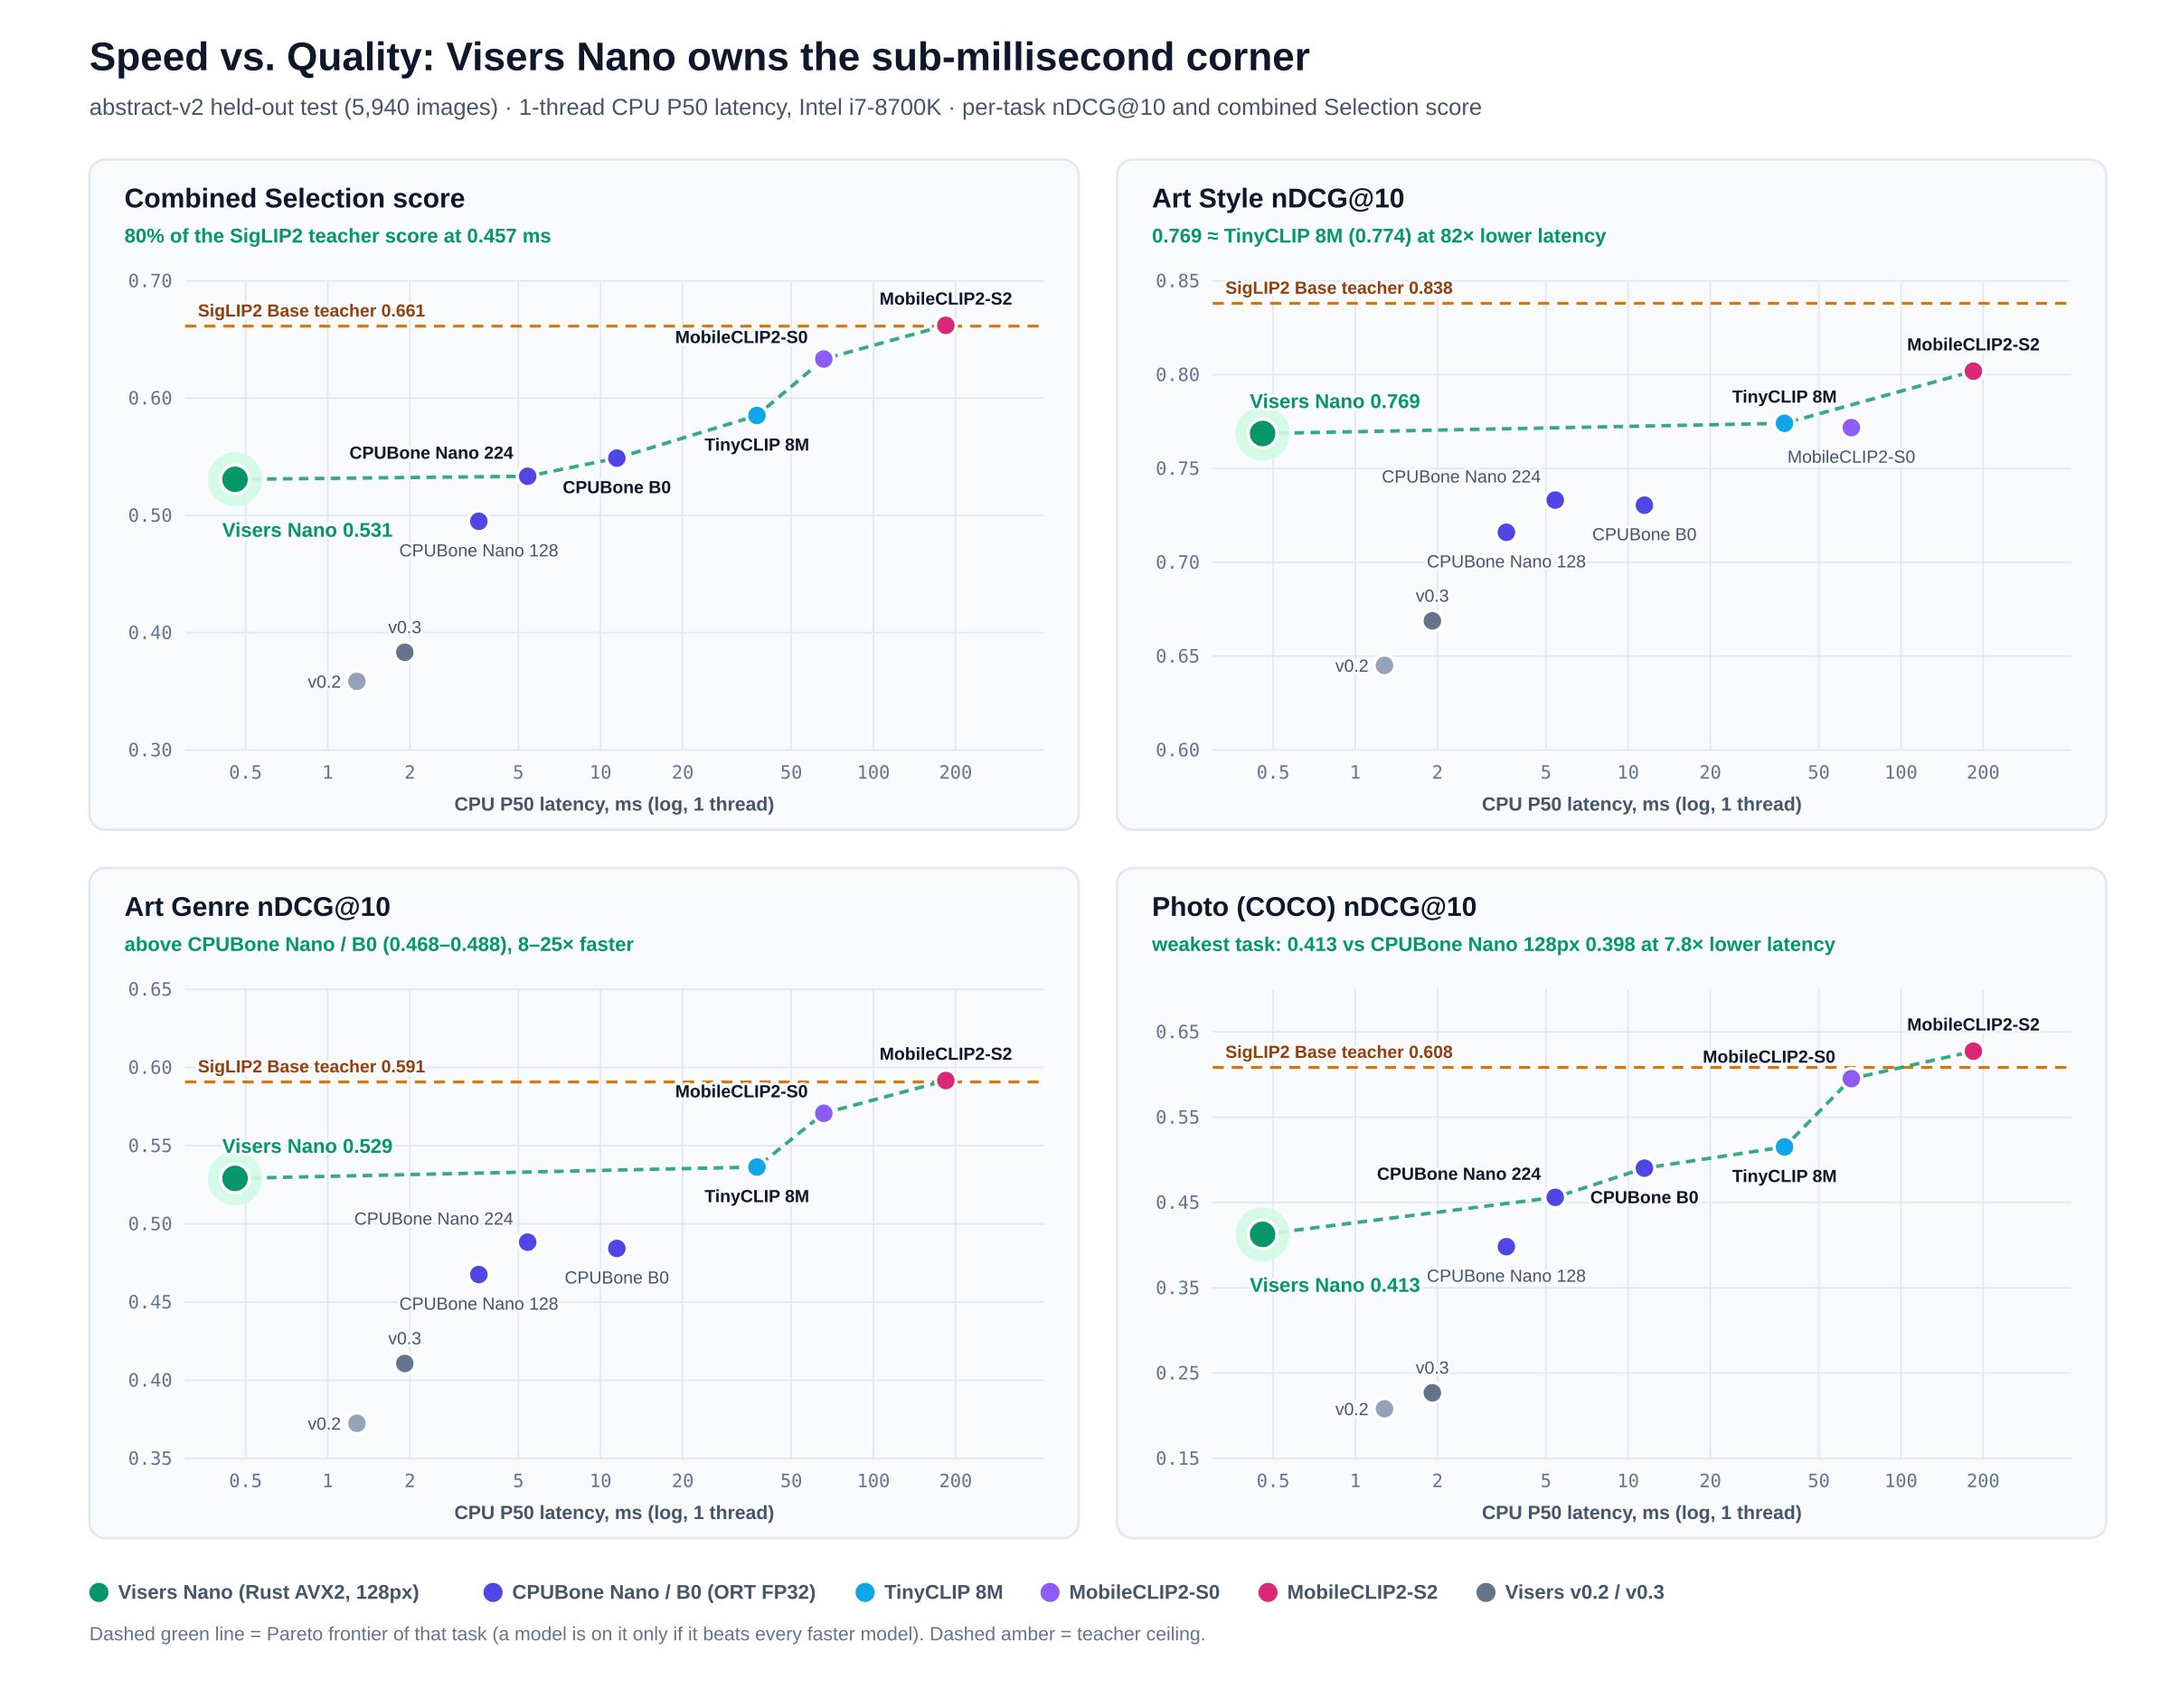 Speed vs. Quality: Visers Nano owns the sub-millisecond corner
abstract-v2 held-out test (5,940 images) · 1-thread CPU P50 latency, Intel i7-8700K · per-task nDCG@10 and combined Selection score
Combined Selection score
80% of the SigLIP2 teacher score at 0.457 ms
0.70
MobileCLIP2-S2
SigLIP2 Base teacher 0.661
MobileCLIP2-S0
0.60
TinyCLIP 8M
CPUBone Nano 224
CPUBone B0
0.50
Visers Nano 0.531
CPUBone Nano 128
v0.3
0.40
v0.2
0.30
0.5 1 2 5 10 20 50 100 200
CPU P50 latency, ms (log, 1 thread)
Art Style nDCG@10
0.769 ≈ TinyCLIP 8M (0.774) at 82× lower latency
0.85
SigLIP2 Base teacher 0.838
MobileCLIP2-S2
0.80
TinyCLIP 8M
Visers Nano 0.769
MobileCLIP2-S0
0.75
CPUBone Nano 224
CPUBone B0
CPUBone Nano 128
0.70
v0.3
0.65
v0.2
0.60
0.5 1 2 5 10 20 50 100 200
CPU P50 latency, ms (log, 1 thread)
Art Genre nDCG@10
above CPUBone Nano / B0 (0.468–0.488), 8–25× faster
0.65
MobileCLIP2-S2
0.60
SigLIP2 Base teacher 0.591
MobileCLIP2-S0
0.55
Visers Nano 0.529
TinyCLIP 8M
0.50
CPUBone Nano 224
CPUBone B0
0.45
CPUBone Nano 128
v0.3
0.40
v0.2
0.35
0.5 1 2 5 10 20 50 100 200
CPU P50 latency, ms (log, 1 thread)
Photo (COCO) nDCG@10
weakest task: 0.413 vs CPUBone Nano 128px 0.398 at 7.8× lower latency
MobileCLIP2-S2
0.65
SigLIP2 Base teacher 0.608
MobileCLIP2-S0
0.55
CPUBone Nano 224
TinyCLIP 8M
0.45
CPUBone B0
CPUBone Nano 128
Visers Nano 0.413
0.35
v0.3
0.25
v0.2
0.15
0.5 1 2 5 10 20 50 100 200
CPU P50 latency, ms (log, 1 thread)
Visers Nano (Rust AVX2, 128px)
CPUBone Nano / B0 (ORT FP32)
TinyCLIP 8M
MobileCLIP2-S0
MobileCLIP2-S2
Visers v0.2 / v0.3
Dashed green line = Pareto frontier of that task (a model is on it only if it beats every faster model). Dashed amber = teacher ceiling.